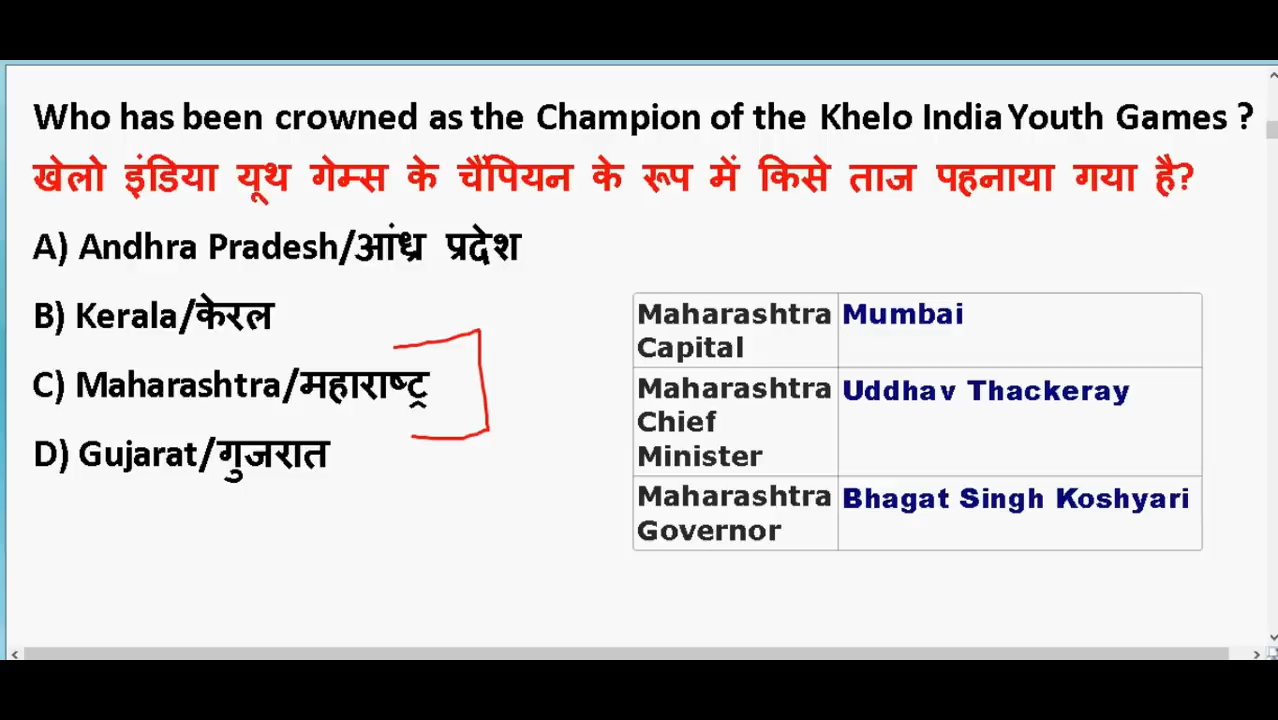 Who has been crowned as the Champion of the Khelo India Youth Games ?
खेलो इंडिया यूथ गेम्स के चैंपियन के रूप में किसे ताज पहनाया गया है?
A) Andhra Pradesh/आंध्र प्रदेश
B) Kerala/केरल
C) Maharashtra/महाराष्ट्र
D) Gujarat/गुजरात
Maharashtra Mumbai
Capital
Maharashtra Uddhav Thackeray
Chief
Minister
Maharashtra Bhagat Singh Koshyari
Governor